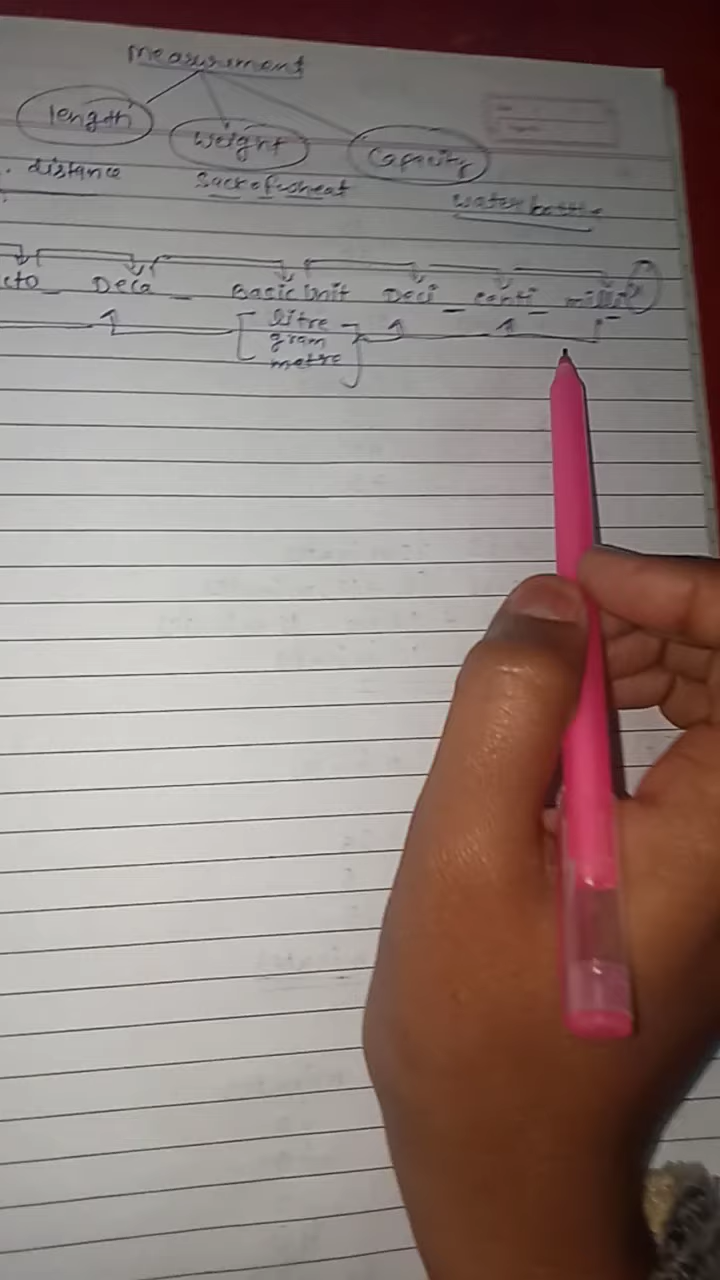 measurement
length weight capacity
. distance Sack of wheat water bottle
cto Deca Basic Unit Deci centi milli
litre
gram
metre